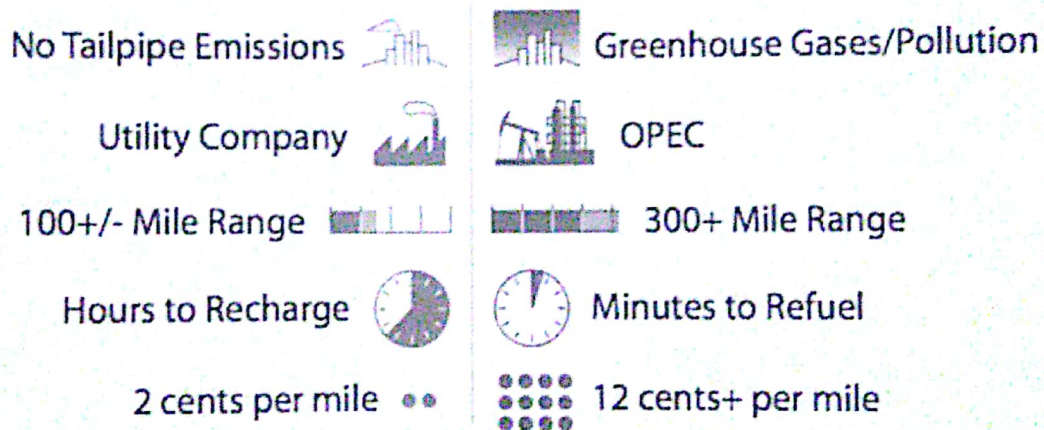 No Tailpipe Emissions
Greenhouse Gases/Pollution
Utility Company
OPEC
100+/- Mile Range
300+ Mile Range
Hours to Recharge
Minutes to Refuel
2 cents per mile
12 cents+ per mile